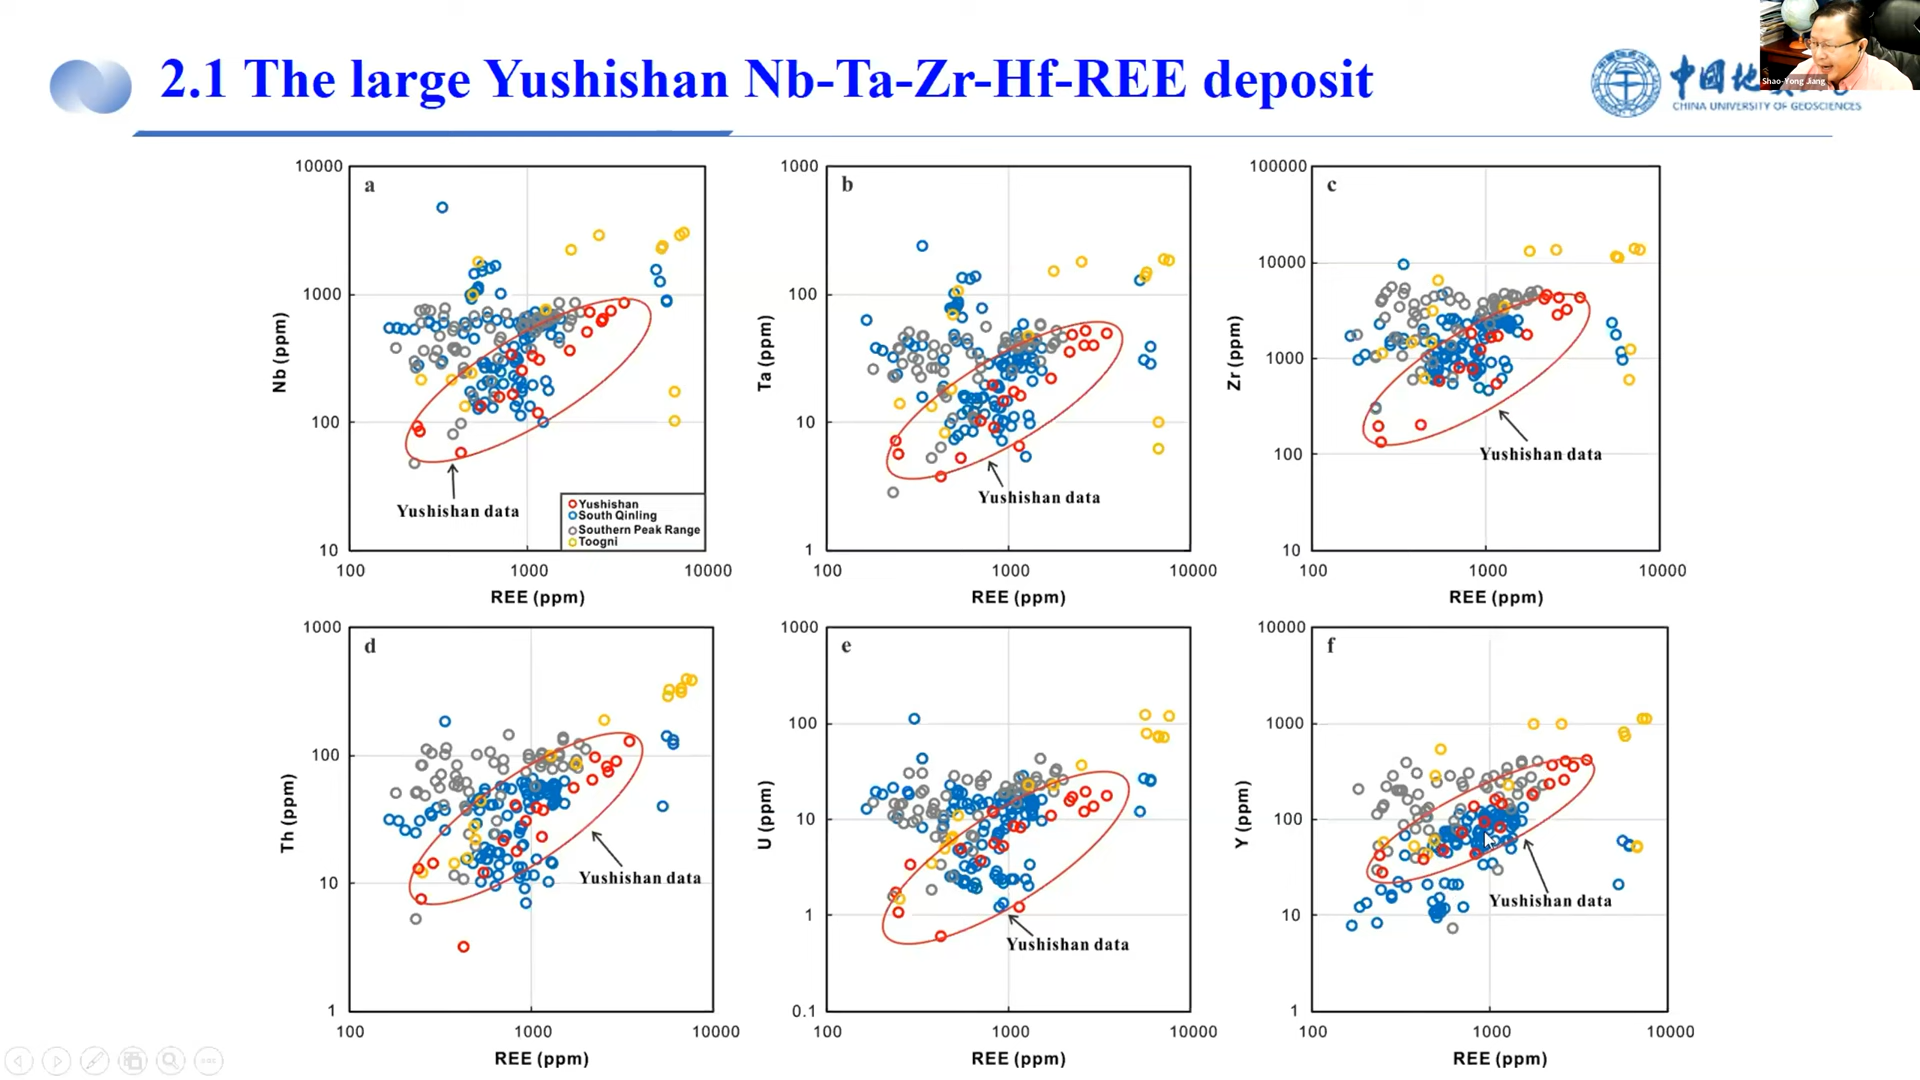 2.1 The large Yushishan Nb-Ta-Zr-Hf-REE deposit
中国地
CHINA UNIVERSITY OF GEOSCIENCES
Shao-Yong Jiang
a
10000
1000
100
10
Nb (ppm)
Yushishan data
Yushishan
South Qinling
Southern Peak Range
Toogni
100 1000 10000
REE (ppm)
b
1000
100
10
1
Ta (ppm)
Yushishan data
100 1000 10000
REE (ppm)
c
100000
10000
1000
100
10
Zr (ppm)
Yushishan data
100 1000 10000
REE (ppm)
d
1000
100
10
1
Th (ppm)
Yushishan data
100 1000 10000
REE (ppm)
e
1000
100
10
1
0.1
U (ppm)
Yushishan data
100 1000 10000
REE (ppm)
f
10000
1000
100
10
1
Y (ppm)
Yushishan data
100 1000 10000
REE (ppm)